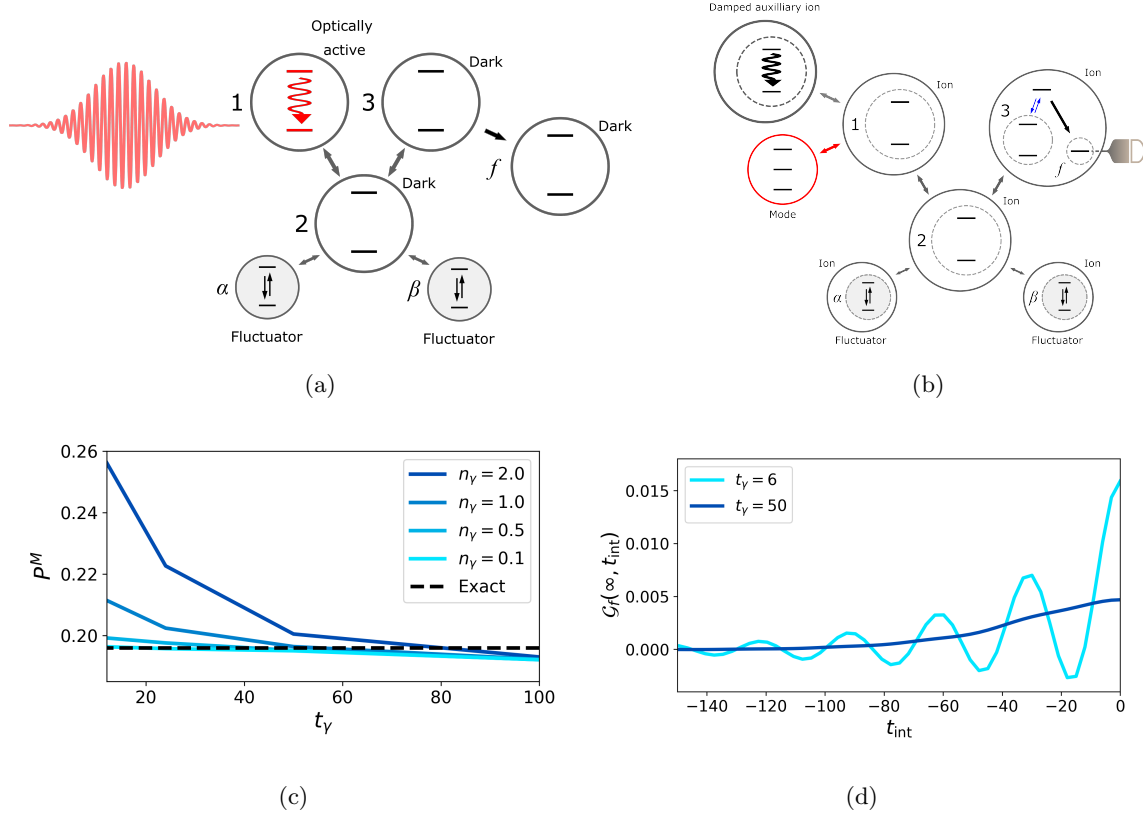 Optically
active
1
3
Dark
f
Dark
2
Dark
α
β
Fluctuator
Fluctuator
(a)
Damped auxilliary ion
Ion
1
Mode
Ion
3
f
D
Ion
2
Ion
α
Fluctuator
Ion
β
Fluctuator
(b)
0.26
0.24
0.22
0.20
P^M
20
40
60
80
100
t_γ
n_γ = 2.0
n_γ = 1.0
n_γ = 0.5
n_γ = 0.1
Exact
(c)
0.015
0.010
0.005
0.000
𝒢_f(∞, t_int)
t_γ = 6
t_γ = 50
−140
−120
−100
−80
−60
−40
−20
0
t_int
(d)